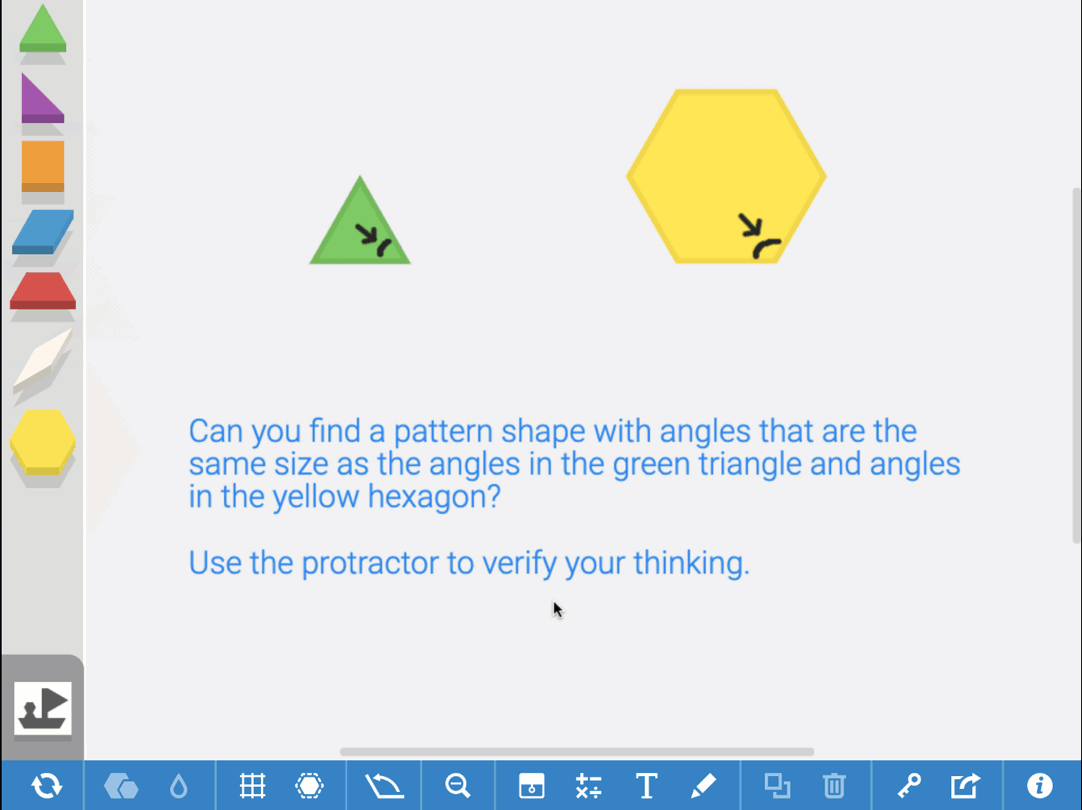 Can you find a pattern shape with angles that are the
same size as the angles in the green triangle and angles
in the yellow hexagon?
Use the protractor to verify your thinking.